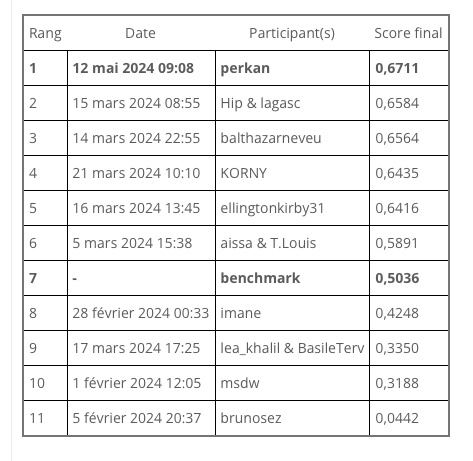 Rang Date Participant(s) Score final
1 12 mai 2024 09:08 perkan 0,6711
2 15 mars 2024 08:55 Hip & lagasc 0,6584
3 14 mars 2024 22:55 balthazarneveu 0,6564
4 21 mars 2024 10:10 KORNY 0,6435
5 16 mars 2024 13:45 ellingtonkirby31 0,6416
6 5 mars 2024 15:38 aissa & T.Louis 0,5891
7 - benchmark 0,5036
8 28 février 2024 00:33 imane 0,4248
9 17 mars 2024 17:25 lea_khalil & BasileTerv 0,3350
10 1 février 2024 12:05 msdw 0,3188
11 5 février 2024 20:37 brunosez 0,0442